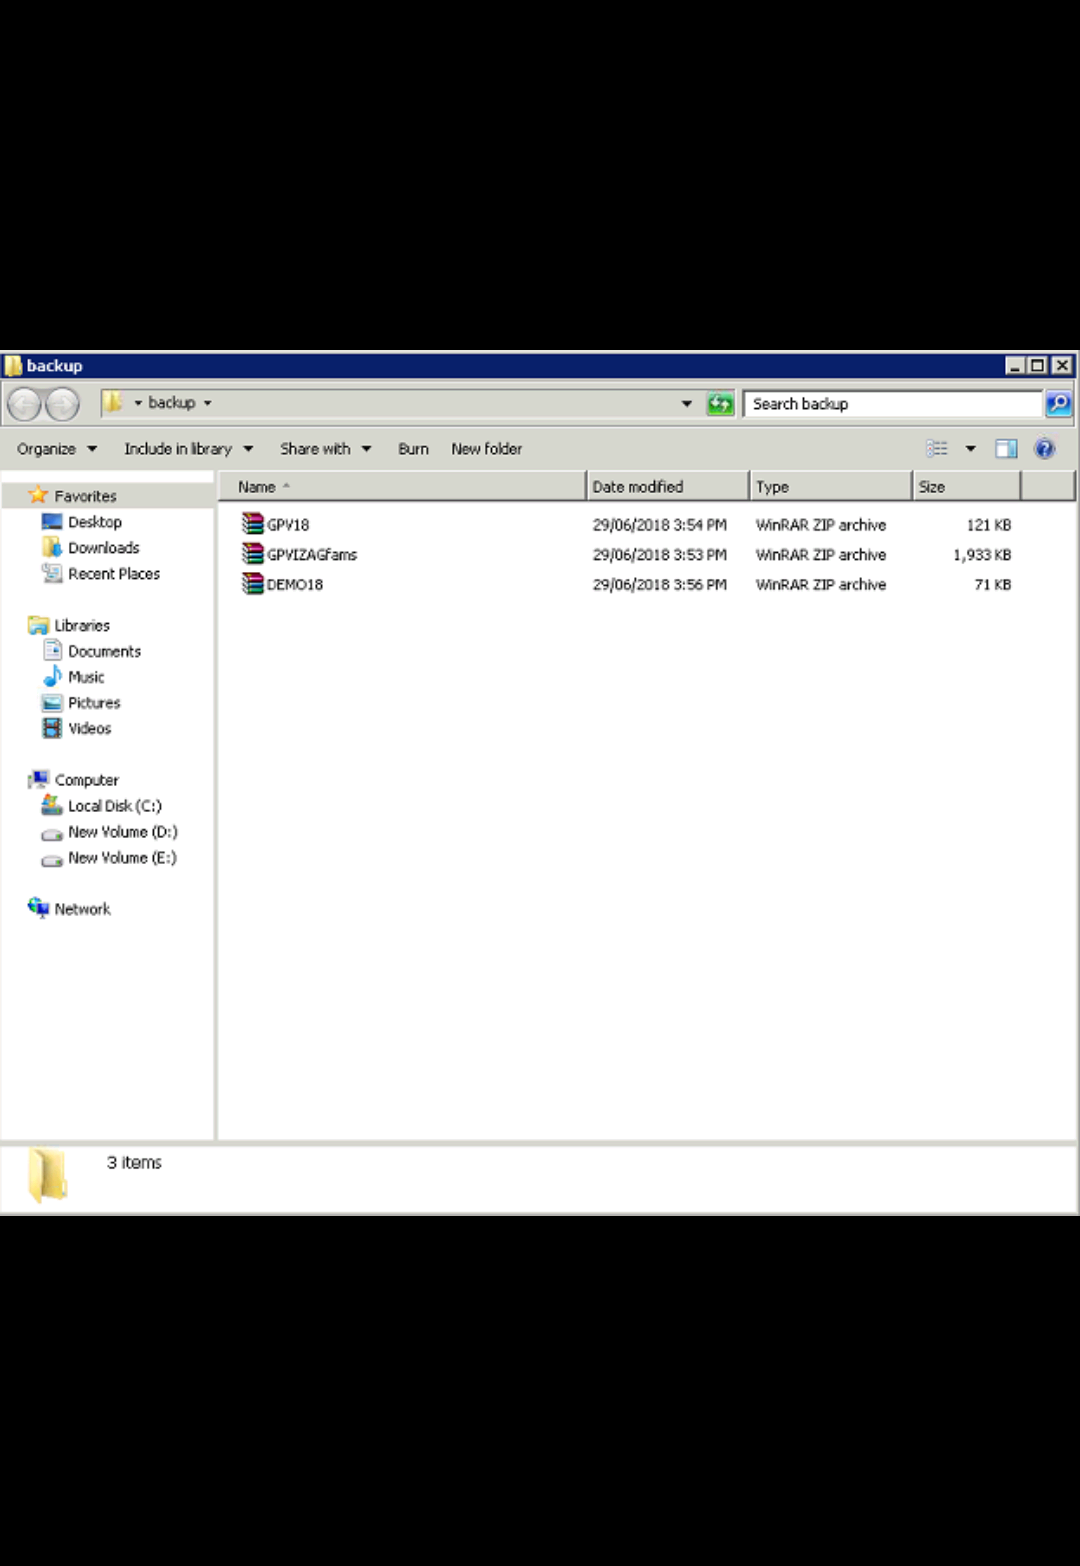 backup
backup
Search backup
Organize Include in library Share with Burn New folder
Name Date modified Type Size
Favorites
Desktop
Downloads
Recent Places
Libraries
Documents
Music
Pictures
Videos
Computer
Local Disk (C:)
New Volume (D:)
New Volume (E:)
Network
GPV18 29/06/2018 3:54 PM WinRAR ZIP archive 121 KB
GPVIZAGfams 29/06/2018 3:53 PM WinRAR ZIP archive 1,933 KB
DEMO18 29/06/2018 3:56 PM WinRAR ZIP archive 71 KB
3 items